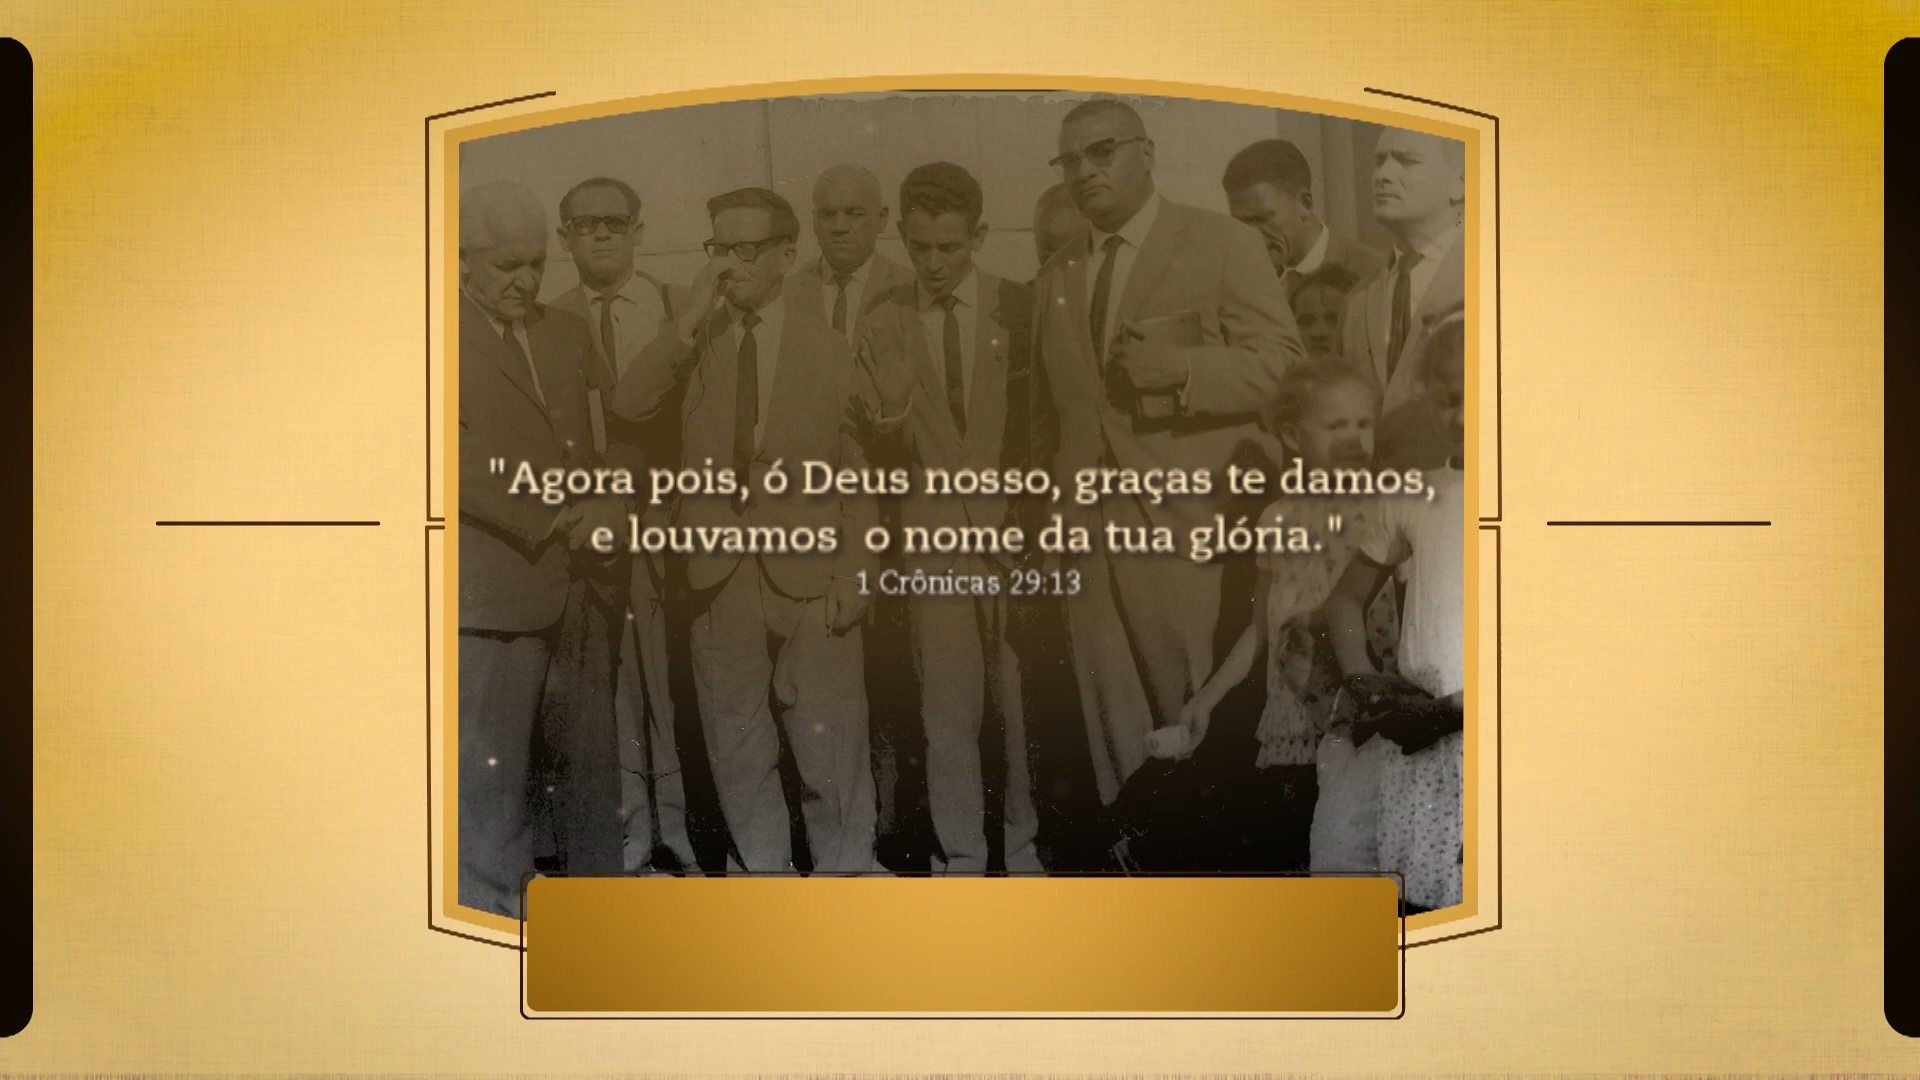 "Agora pois, ó Deus nosso, graças te damos,
e louvamos  o nome da tua glória."
1 Crônicas 29:13